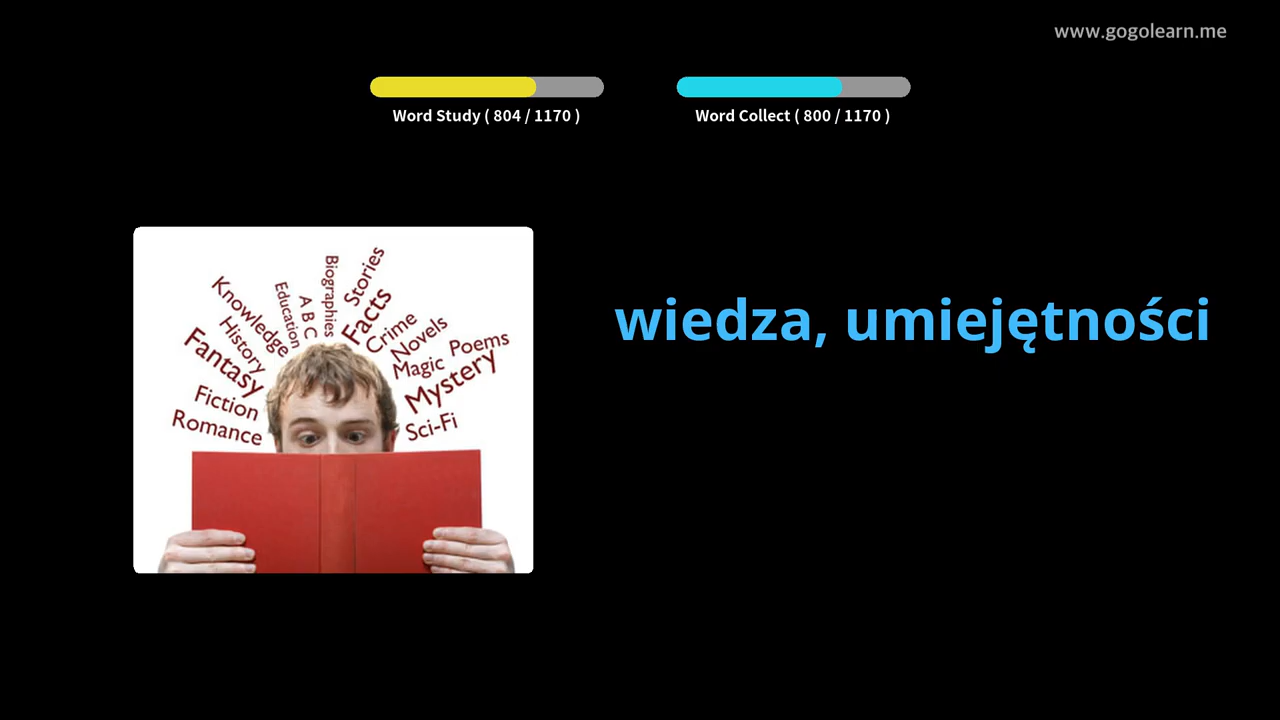 www.gogolearn.me
Word Study ( 804 / 1170 )
Word Collect ( 800 / 1170 )
wiedza, umiejętności
Romance
Fiction
Fantasy
History
Knowledge
Education
A B C
Biographies
Stories
Facts
Crime
Novels
Magic
Poems
Mystery
Sci-Fi